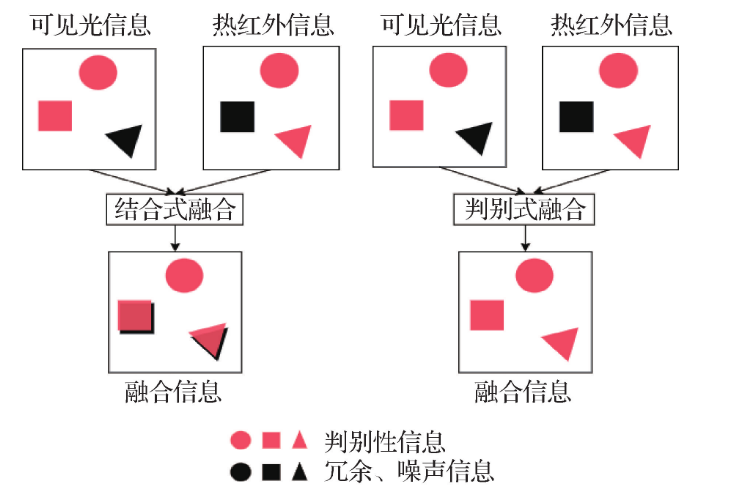 可见光信息 热红外信息 可见光信息 热红外信息
结合式融合 判别式融合
融合信息 融合信息
判别性信息
冗余、噪声信息